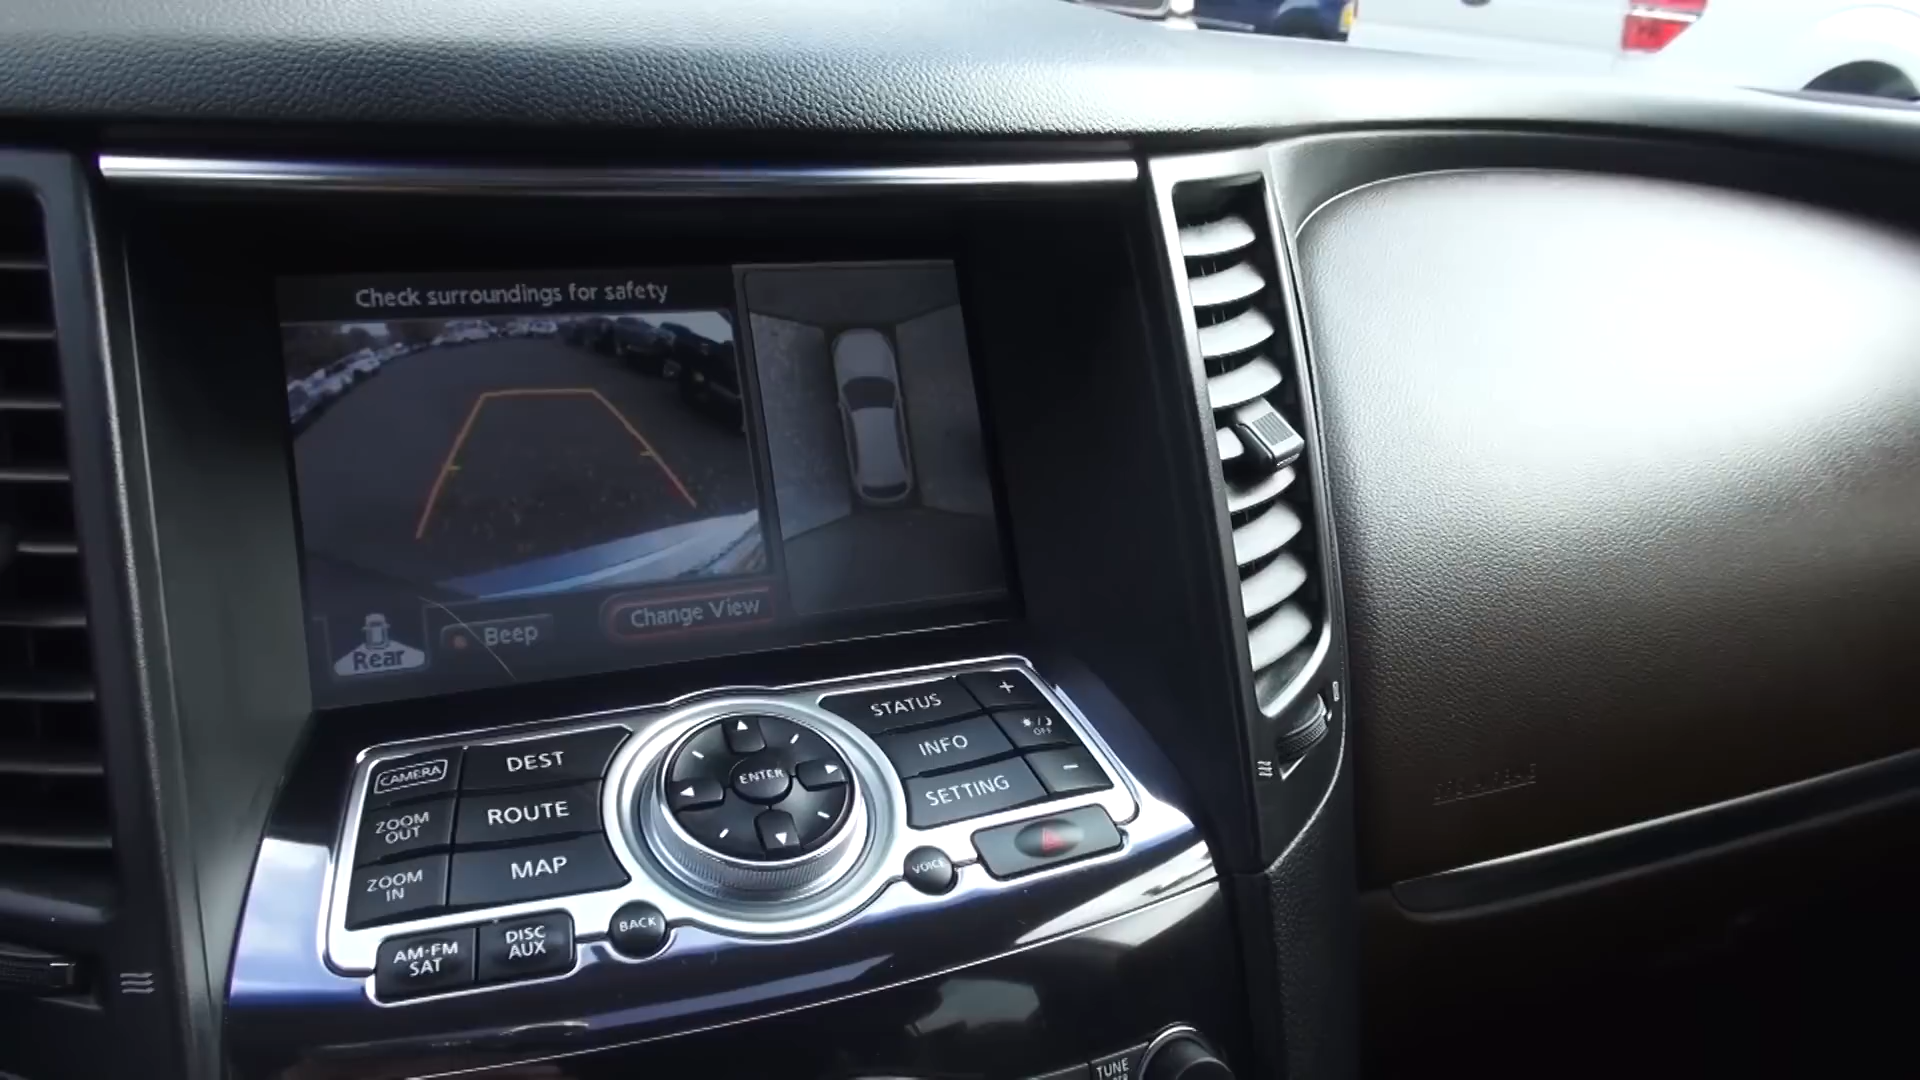 Check surroundings for safety
Rear
Beep
Change View
CAMERA
DEST
ZOOM
OUT
ROUTE
ZOOM
IN
MAP
ENTER
STATUS
+
INFO
OFF
SETTING
-
VOICE
BACK
AM·FM
SAT
DISC
AUX
TUNE